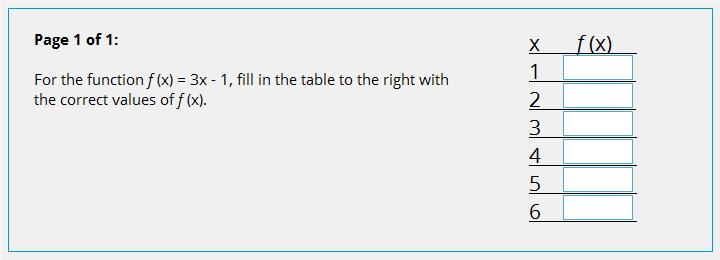 Page 1 of 1:
For the function f (x) = 3x - 1, fill in the table to the right with
the correct values of f (x).
x f (x)
1
2
3
4
5
6